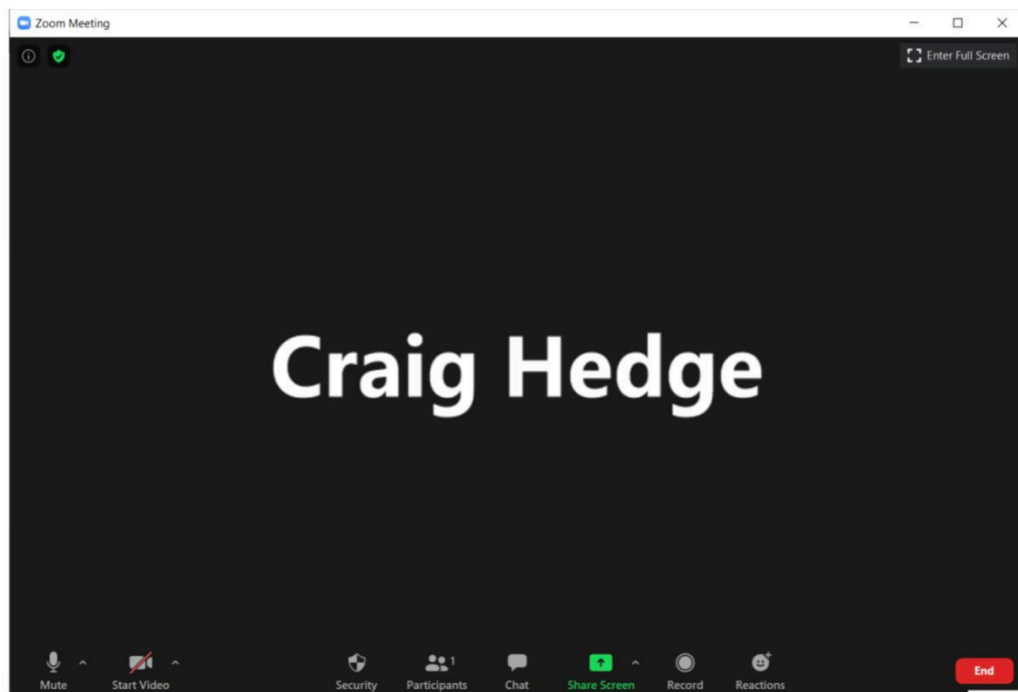 Zoom Meeting
Enter Full Screen
Craig Hedge
Mute
Start Video
Security
1
Participants
Chat
Share Screen
Record
Reactions
End